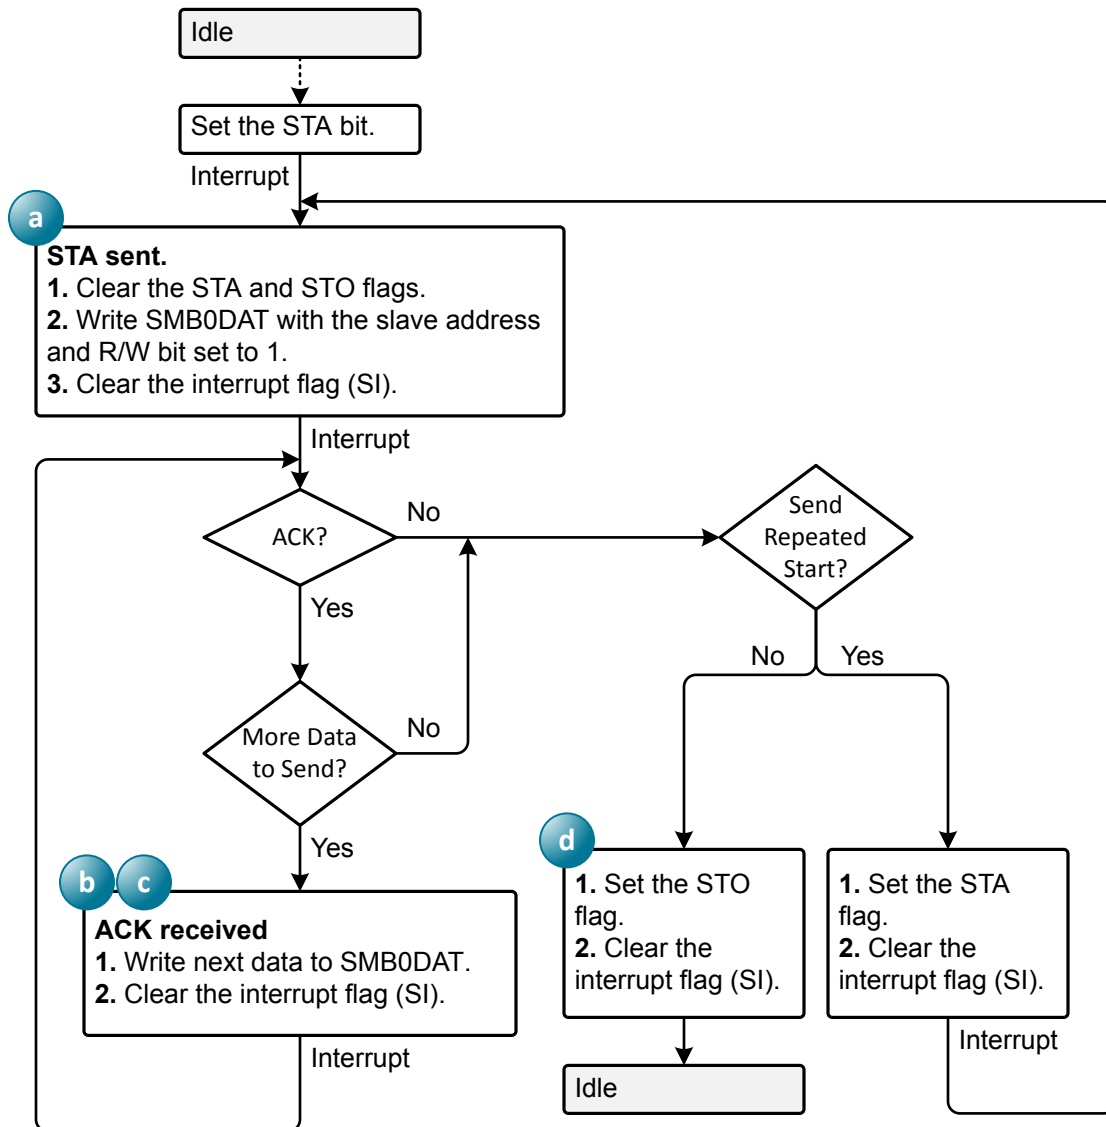 Idle
Set the STA bit.
Interrupt
a
STA sent.
1. Clear the STA and STO flags.
2. Write SMB0DAT with the slave address
and R/W bit set to 1.
3. Clear the interrupt flag (SI).
Interrupt
ACK?
No
Yes
Send
Repeated
Start?
No
Yes
More Data
to Send?
No
Yes
b
c
ACK received
1. Write next data to SMB0DAT.
2. Clear the interrupt flag (SI).
Interrupt
d
1. Set the STO
flag.
2. Clear the
interrupt flag (SI).
Idle
1. Set the STA
flag.
2. Clear the
interrupt flag (SI).
Interrupt